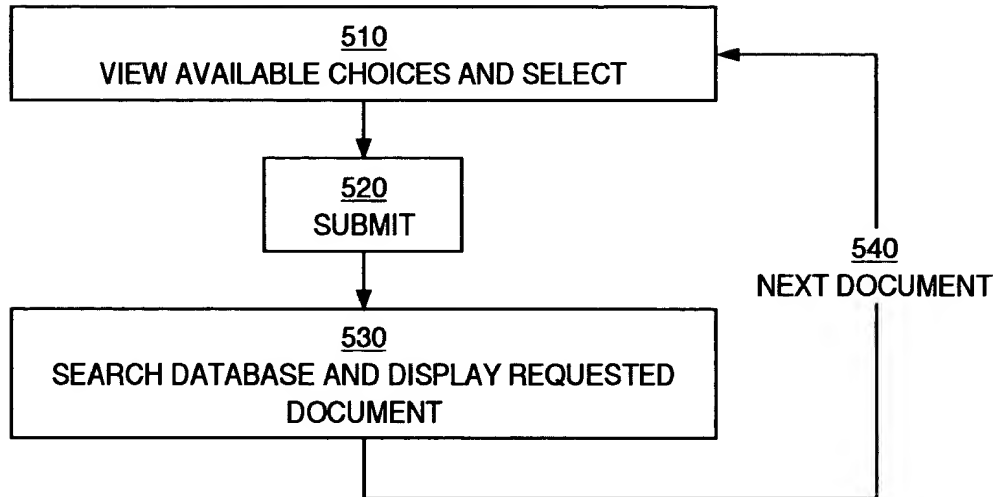 510
VIEW AVAILABLE CHOICES AND SELECT
520
SUBMIT
540
NEXT DOCUMENT
530
SEARCH DATABASE AND DISPLAY REQUESTED
DOCUMENT